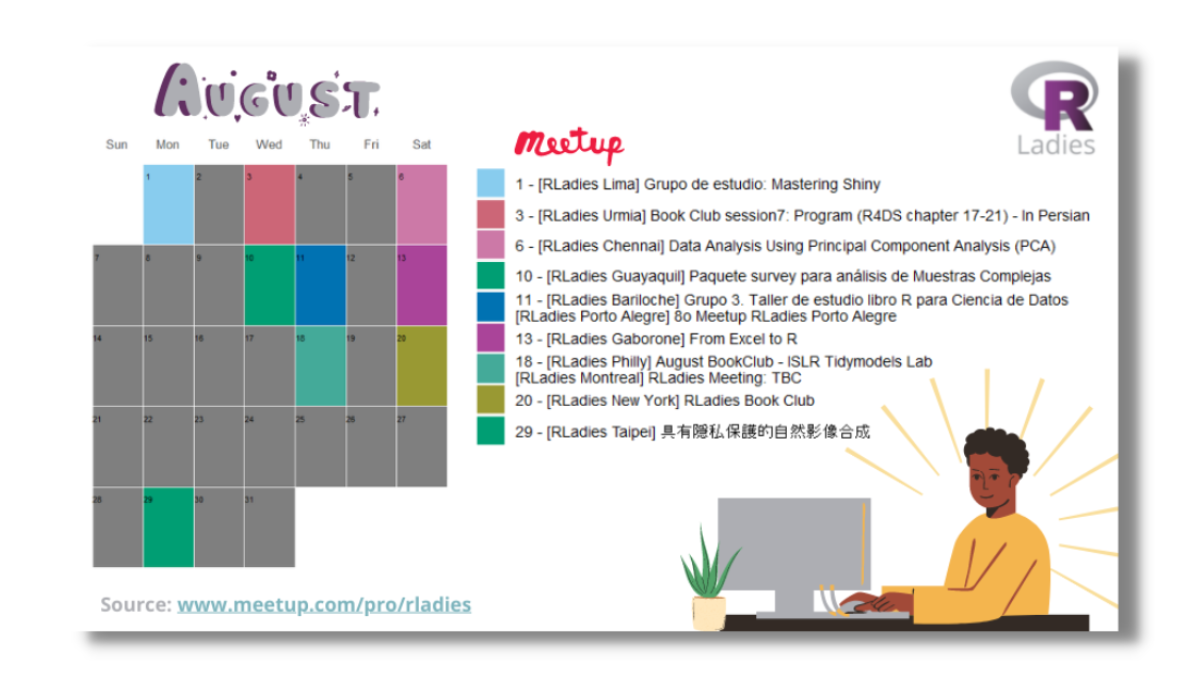 AUGUST
R
Ladies
Sun Mon Tue Wed Thu Fri Sat
1 2 3 4 5 6
7 8 9 10 11 12 13
14 15 16 17 18 19 20
21 22 23 24 25 26 27
28 29 30 31
meetup
1 - [RLadies Lima] Grupo de estudio: Mastering Shiny
3 - [RLadies Urmia] Book Club session7: Program (R4DS chapter 17-21) - In Persian
6 - [RLadies Chennai] Data Analysis Using Principal Component Analysis (PCA)
10 - [RLadies Guayaquil] Paquete survey para análisis de Muestras Complejas
11 - [RLadies Bariloche] Grupo 3. Taller de estudio libro R para Ciencia de Datos
[RLadies Porto Alegre] 8o Meetup RLadies Porto Alegre
13 - [RLadies Gaborone] From Excel to R
18 - [RLadies Philly] August BookClub - ISLR Tidymodels Lab
[RLadies Montreal] RLadies Meeting: TBC
20 - [RLadies New York] RLadies Book Club
29 - [RLadies Taipei] 具有隱私保護的自然影像合成
Source: www.meetup.com/pro/rladies